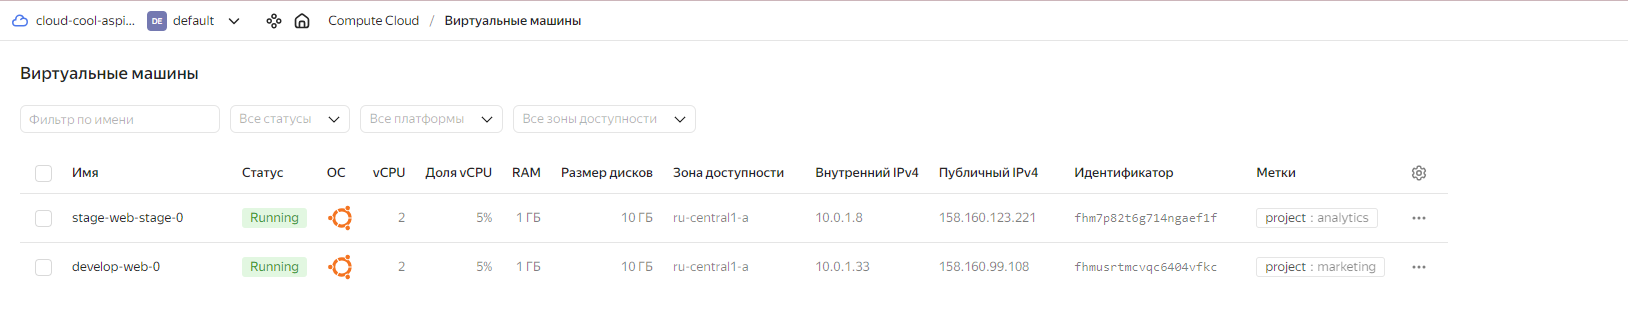 cloud-cool-aspi... DE default Compute Cloud / Виртуальные машины
Виртуальные машины
Фильтр по имени Все статусы Все платформы Все зоны доступности
Имя Статус ОС vCPU Доля vCPU RAM Размер дисков Зона доступности Внутренний IPv4 Публичный IPv4 Идентификатор Метки
stage-web-stage-0 Running 2 5% 1 ГБ 10 ГБ ru-central1-a 10.0.1.8 158.160.123.221 fhm7p82t6g714ngaef1f project : analytics
develop-web-0 Running 2 5% 1 ГБ 10 ГБ ru-central1-a 10.0.1.33 158.160.99.108 fhmusrtmcvqc6404vfkc project : marketing